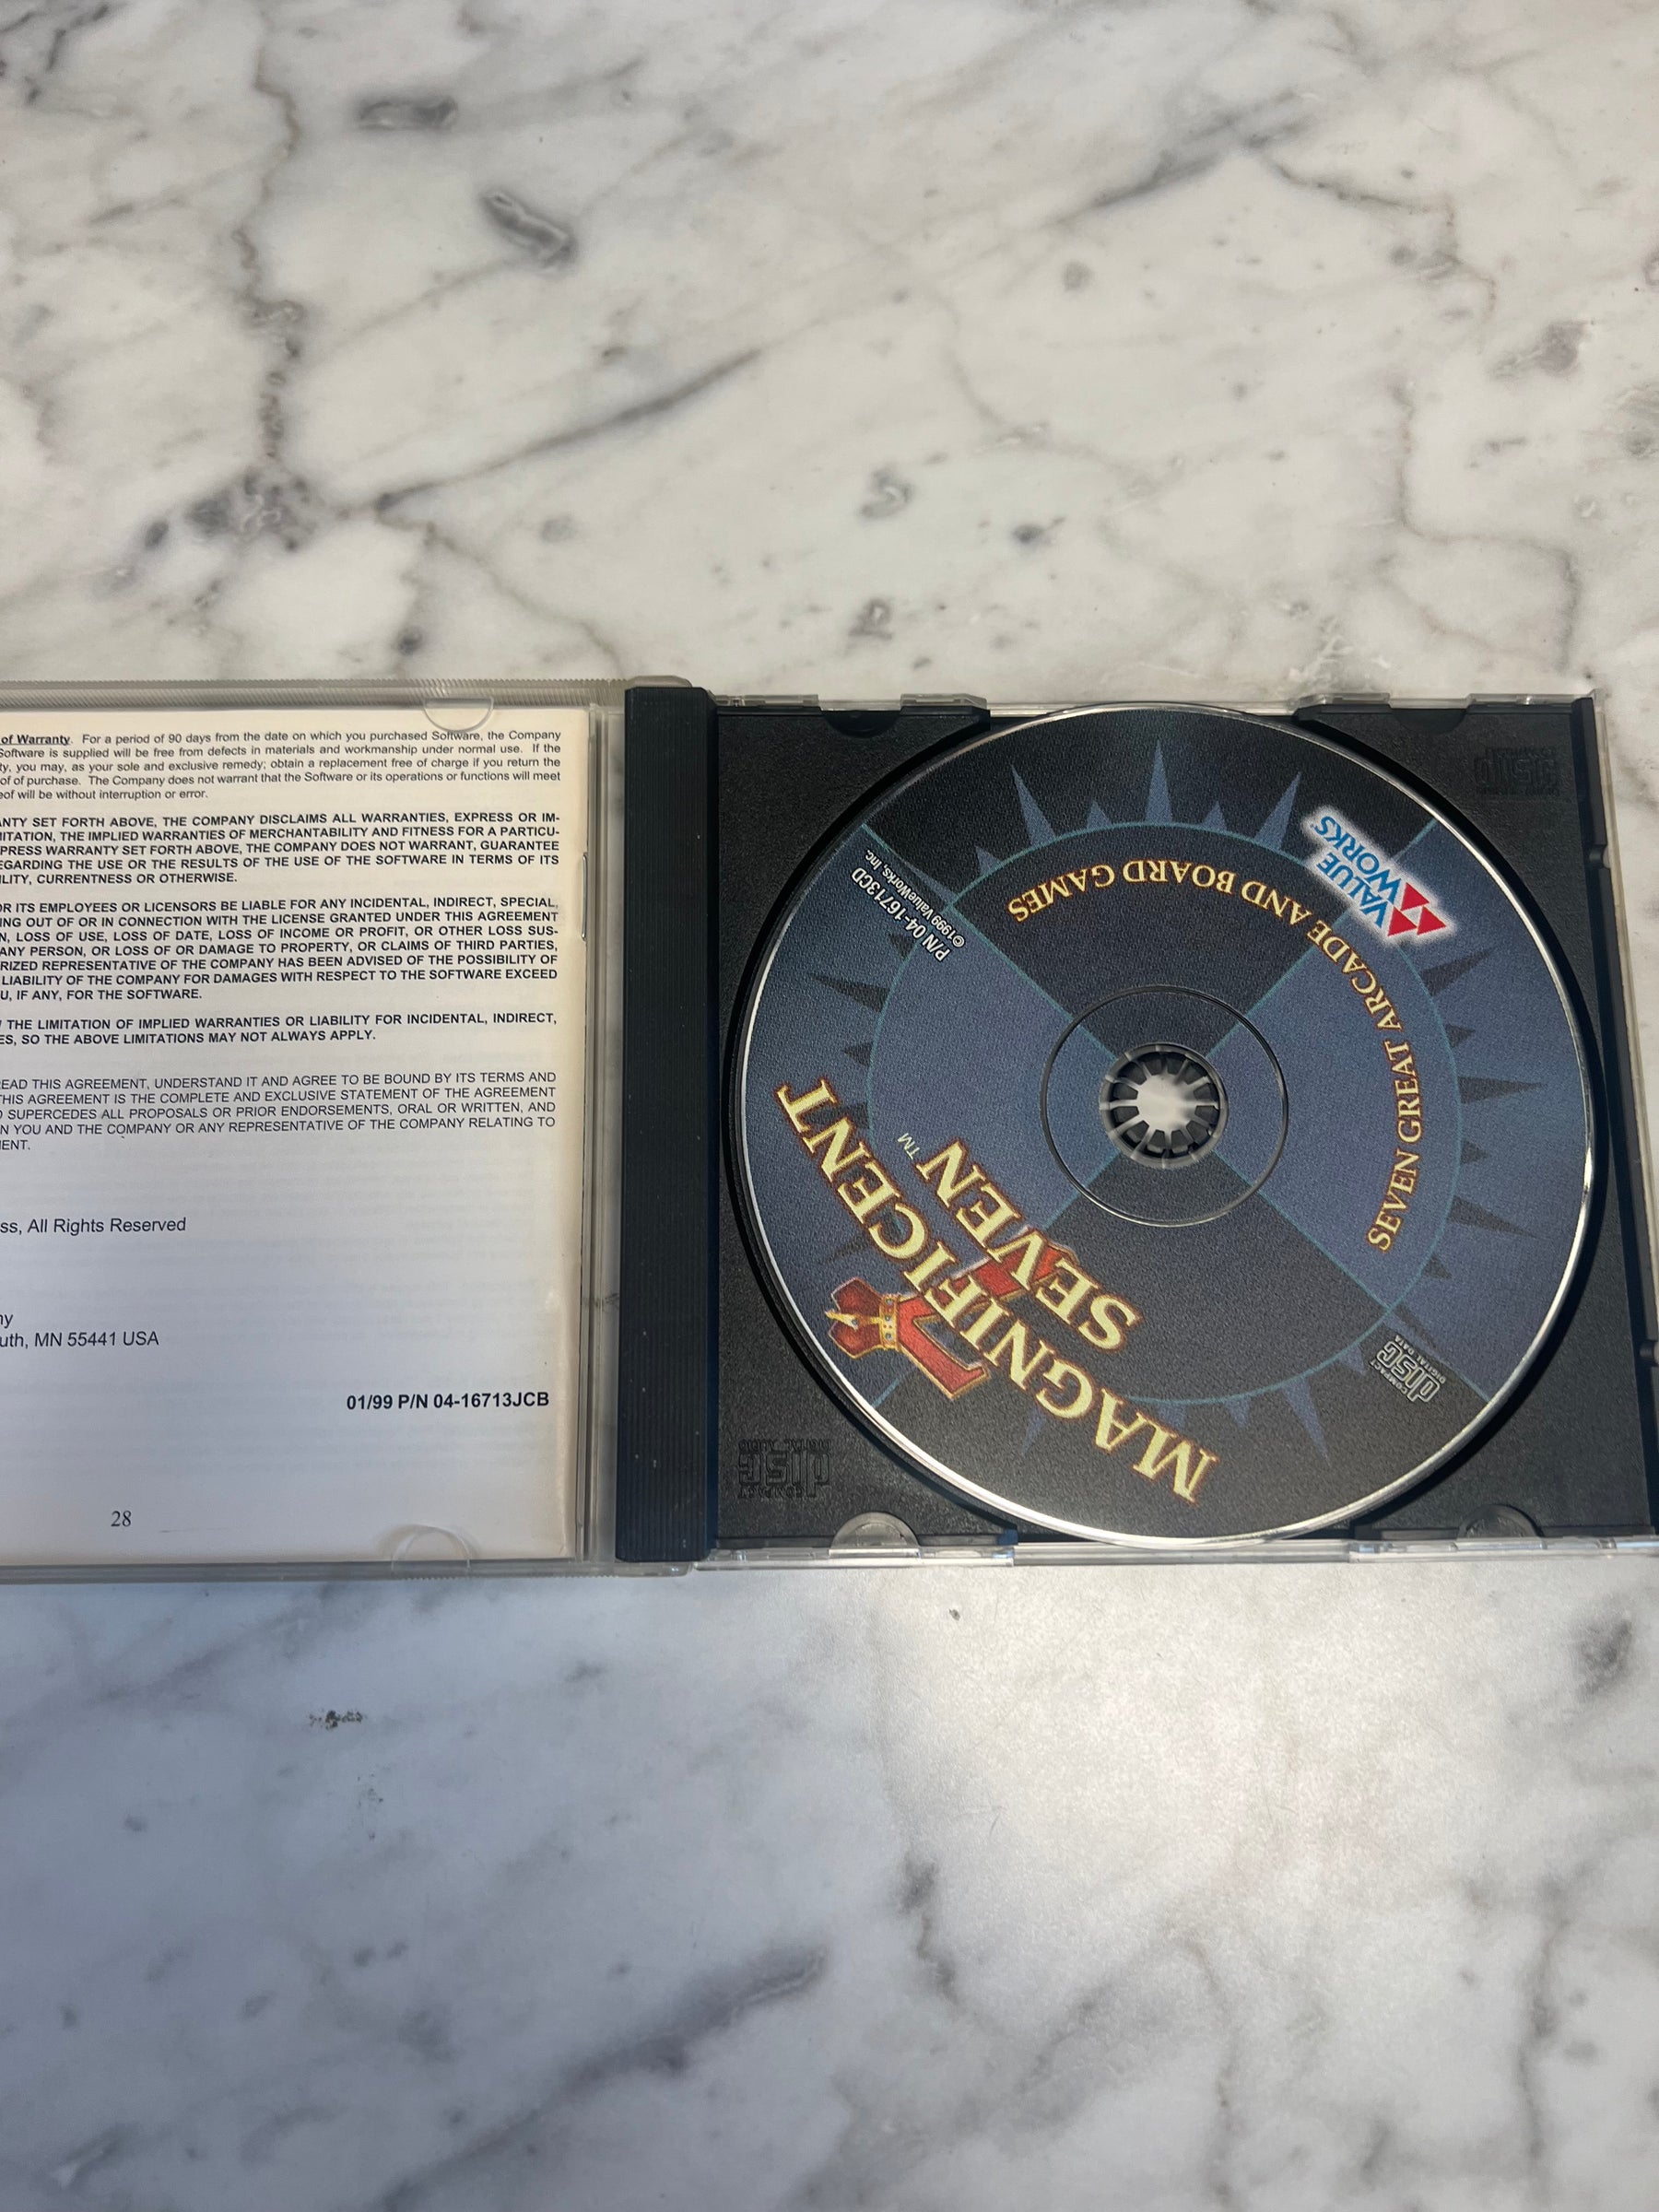 of Warranty. For a period of 90 days from the date on which you purchased Software, the Company
Software is supplied will be free from defects in materials and workmanship under normal use. If the
ty, you may, as your sole and exclusive remedy; obtain a replacement free of charge if you return the
of of purchase. The Company does not warrant that the Software or its operations or functions will meet
eof will be without interruption or error.
ANTY SET FORTH ABOVE, THE COMPANY DISCLAIMS ALL WARRANTIES, EXPRESS OR IM-
MITATION, THE IMPLIED WARRANTIES OF MERCHANTABILITY AND FITNESS FOR A PARTICU-
PRESS WARRANTY SET FORTH ABOVE, THE COMPANY DOES NOT WARRANT, GUARANTEE
EGARDING THE USE OR THE RESULTS OF THE USE OF THE SOFTWARE IN TERMS OF ITS
ILITY, CURRENTNESS OR OTHERWISE.
OR ITS EMPLOYEES OR LICENSORS BE LIABLE FOR ANY INCIDENTAL, INDIRECT, SPECIAL,
ING OUT OF OR IN CONNECTION WITH THE LICENSE GRANTED UNDER THIS AGREEMENT
N, LOSS OF USE, LOSS OF DATE, LOSS OF INCOME OR PROFIT, OR OTHER LOSS SUS-
ANY PERSON, OR LOSS OF OR DAMAGE TO PROPERTY, OR CLAIMS OF THIRD PARTIES,
RIZED REPRESENTATIVE OF THE COMPANY HAS BEEN ADVISED OF THE POSSIBILITY OF
LIABILITY OF THE COMPANY FOR DAMAGES WITH RESPECT TO THE SOFTWARE EXCEED
U, IF ANY, FOR THE SOFTWARE.
THE LIMITATION OF IMPLIED WARRANTIES OR LIABILITY FOR INCIDENTAL, INDIRECT,
ES, SO THE ABOVE LIMITATIONS MAY NOT ALWAYS APPLY.
READ THIS AGREEMENT, UNDERSTAND IT AND AGREE TO BE BOUND BY ITS TERMS AND
THIS AGREEMENT IS THE COMPLETE AND EXCLUSIVE STATEMENT OF THE AGREEMENT
SUPERCEDES ALL PROPOSALS OR PRIOR ENDORSEMENTS, ORAL OR WRITTEN, AND
N YOU AND THE COMPANY OR ANY REPRESENTATIVE OF THE COMPANY RELATING TO
MENT.
ss, All Rights Reserved
ny
uth, MN 55441 USA
01/99 P/N 04-16713JCB
28
MAGNIFICENT
7
SEVEN™
SEVEN GREAT ARCADE AND BOARD GAMES
VALUE
WORKS
P/N 04-16713CD
©1999 ValueWorks, Inc.
COMPACT
disc
DIGITAL DATA
COMPACT
disc
DIGITAL AUDIO
disc